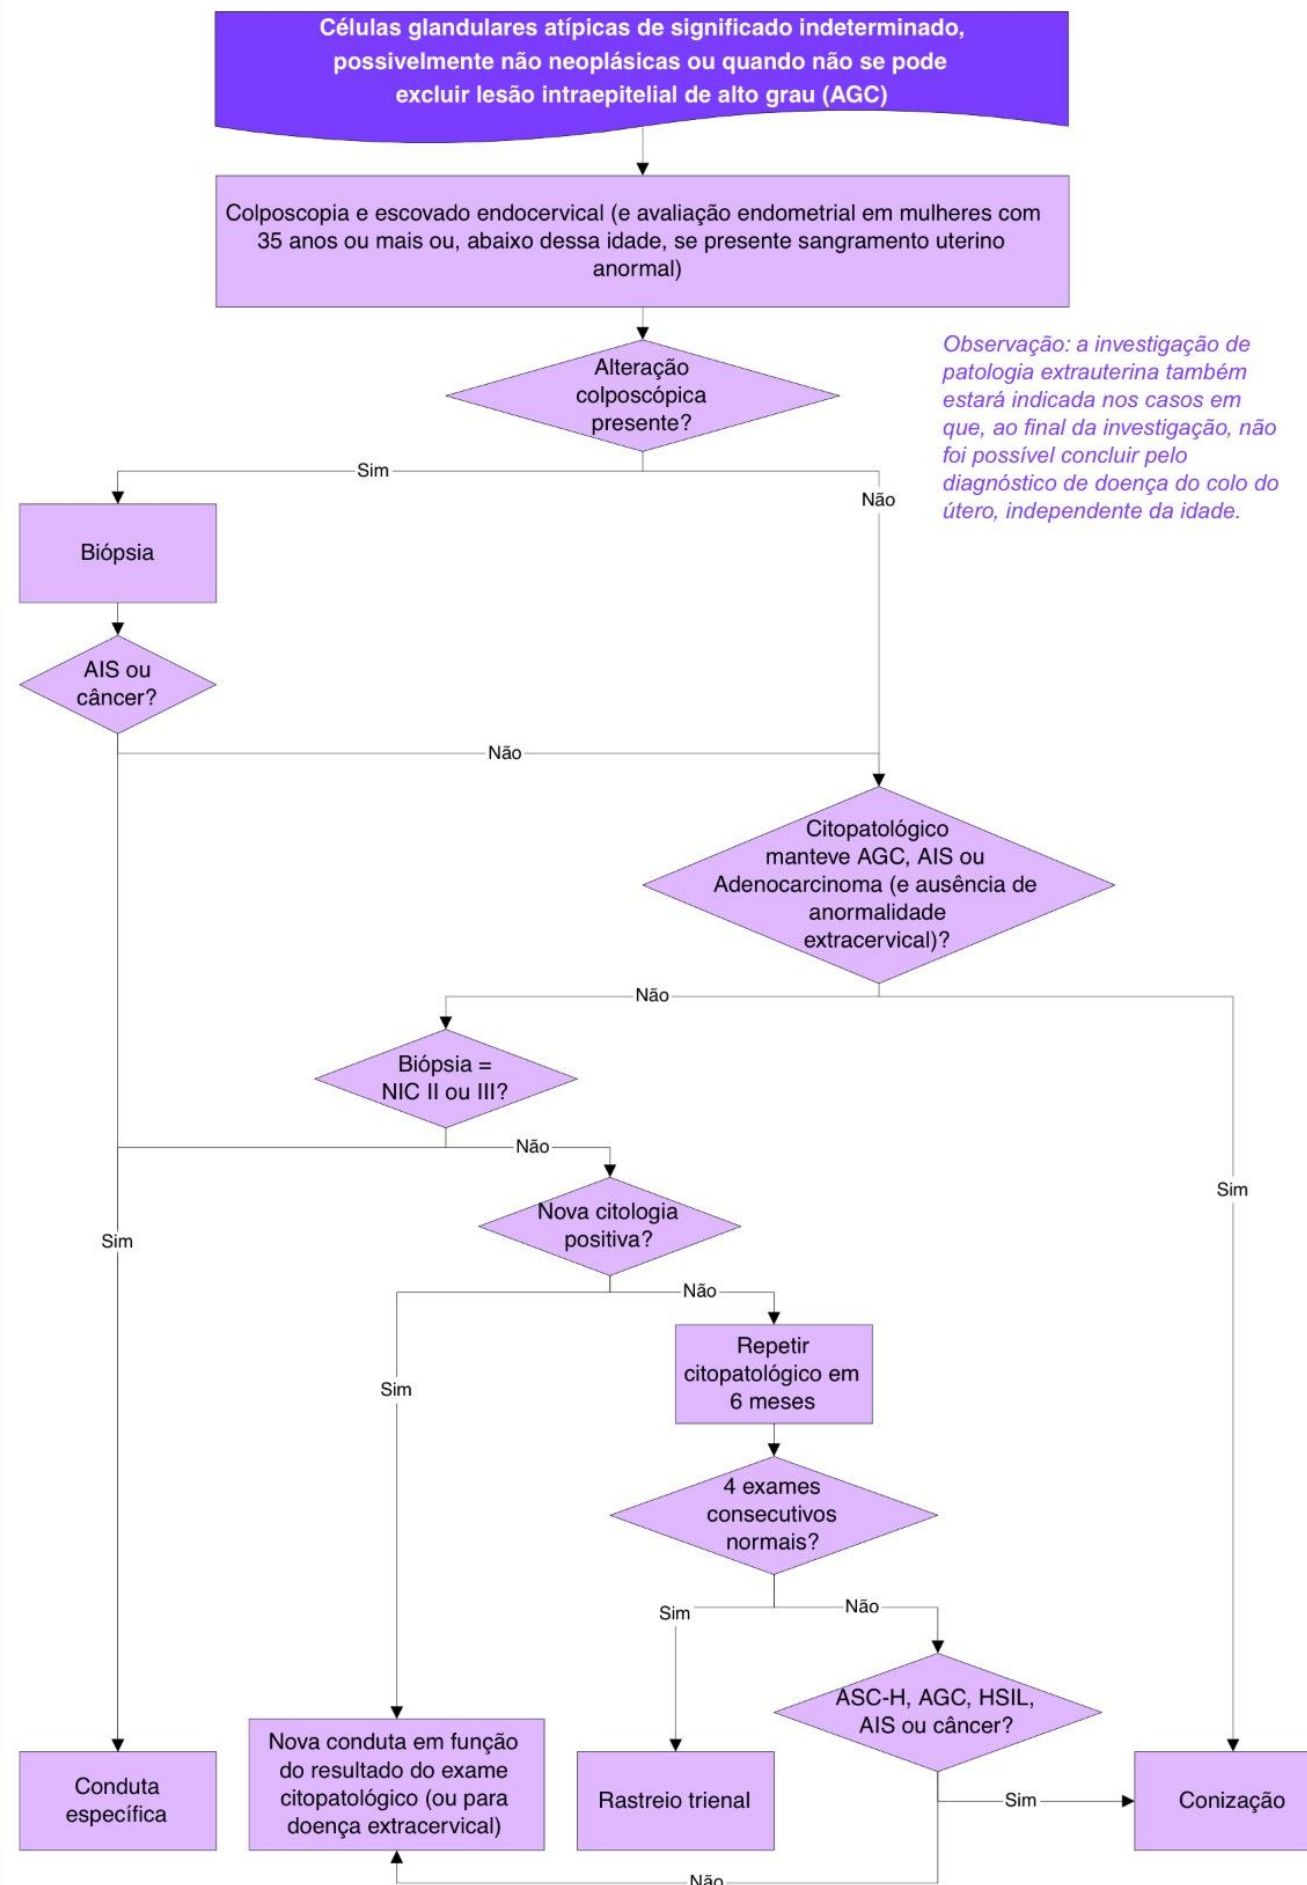 Células glandulares atípicas de significado indeterminado,
possivelmente não neoplásicas ou quando não se pode
excluir lesão intraepitelial de alto grau (AGC)
Colposcopia e escovado endocervical (e avaliação endometrial em mulheres com
35 anos ou mais ou, abaixo dessa idade, se presente sangramento uterino
anormal)
Observação: a investigação de
patologia extrauterina também
estará indicada nos casos em
que, ao final da investigação, não
foi possível concluir pelo
diagnóstico de doença do colo do
útero, independente da idade.
Alteração
colposcópica
presente?
Sim
Não
Biópsia
AIS ou
câncer?
Não
Citopatológico
manteve AGC, AIS ou
Adenocarcinoma (e ausência de
anormalidade
extracervical)?
Não
Biópsia =
NIC II ou III?
Não
Sim
Nova citologia
positiva?
Sim
Não
Repetir
citopatológico em
6 meses
Sim
4 exames
consecutivos
normais?
Sim
Não
ASC-H, AGC, HSIL,
AIS ou câncer?
Conduta
específica
Nova conduta em função
do resultado do exame
citopatológico (ou para
doença extracervical)
Rastreio trienal
Sim
Conização
Não